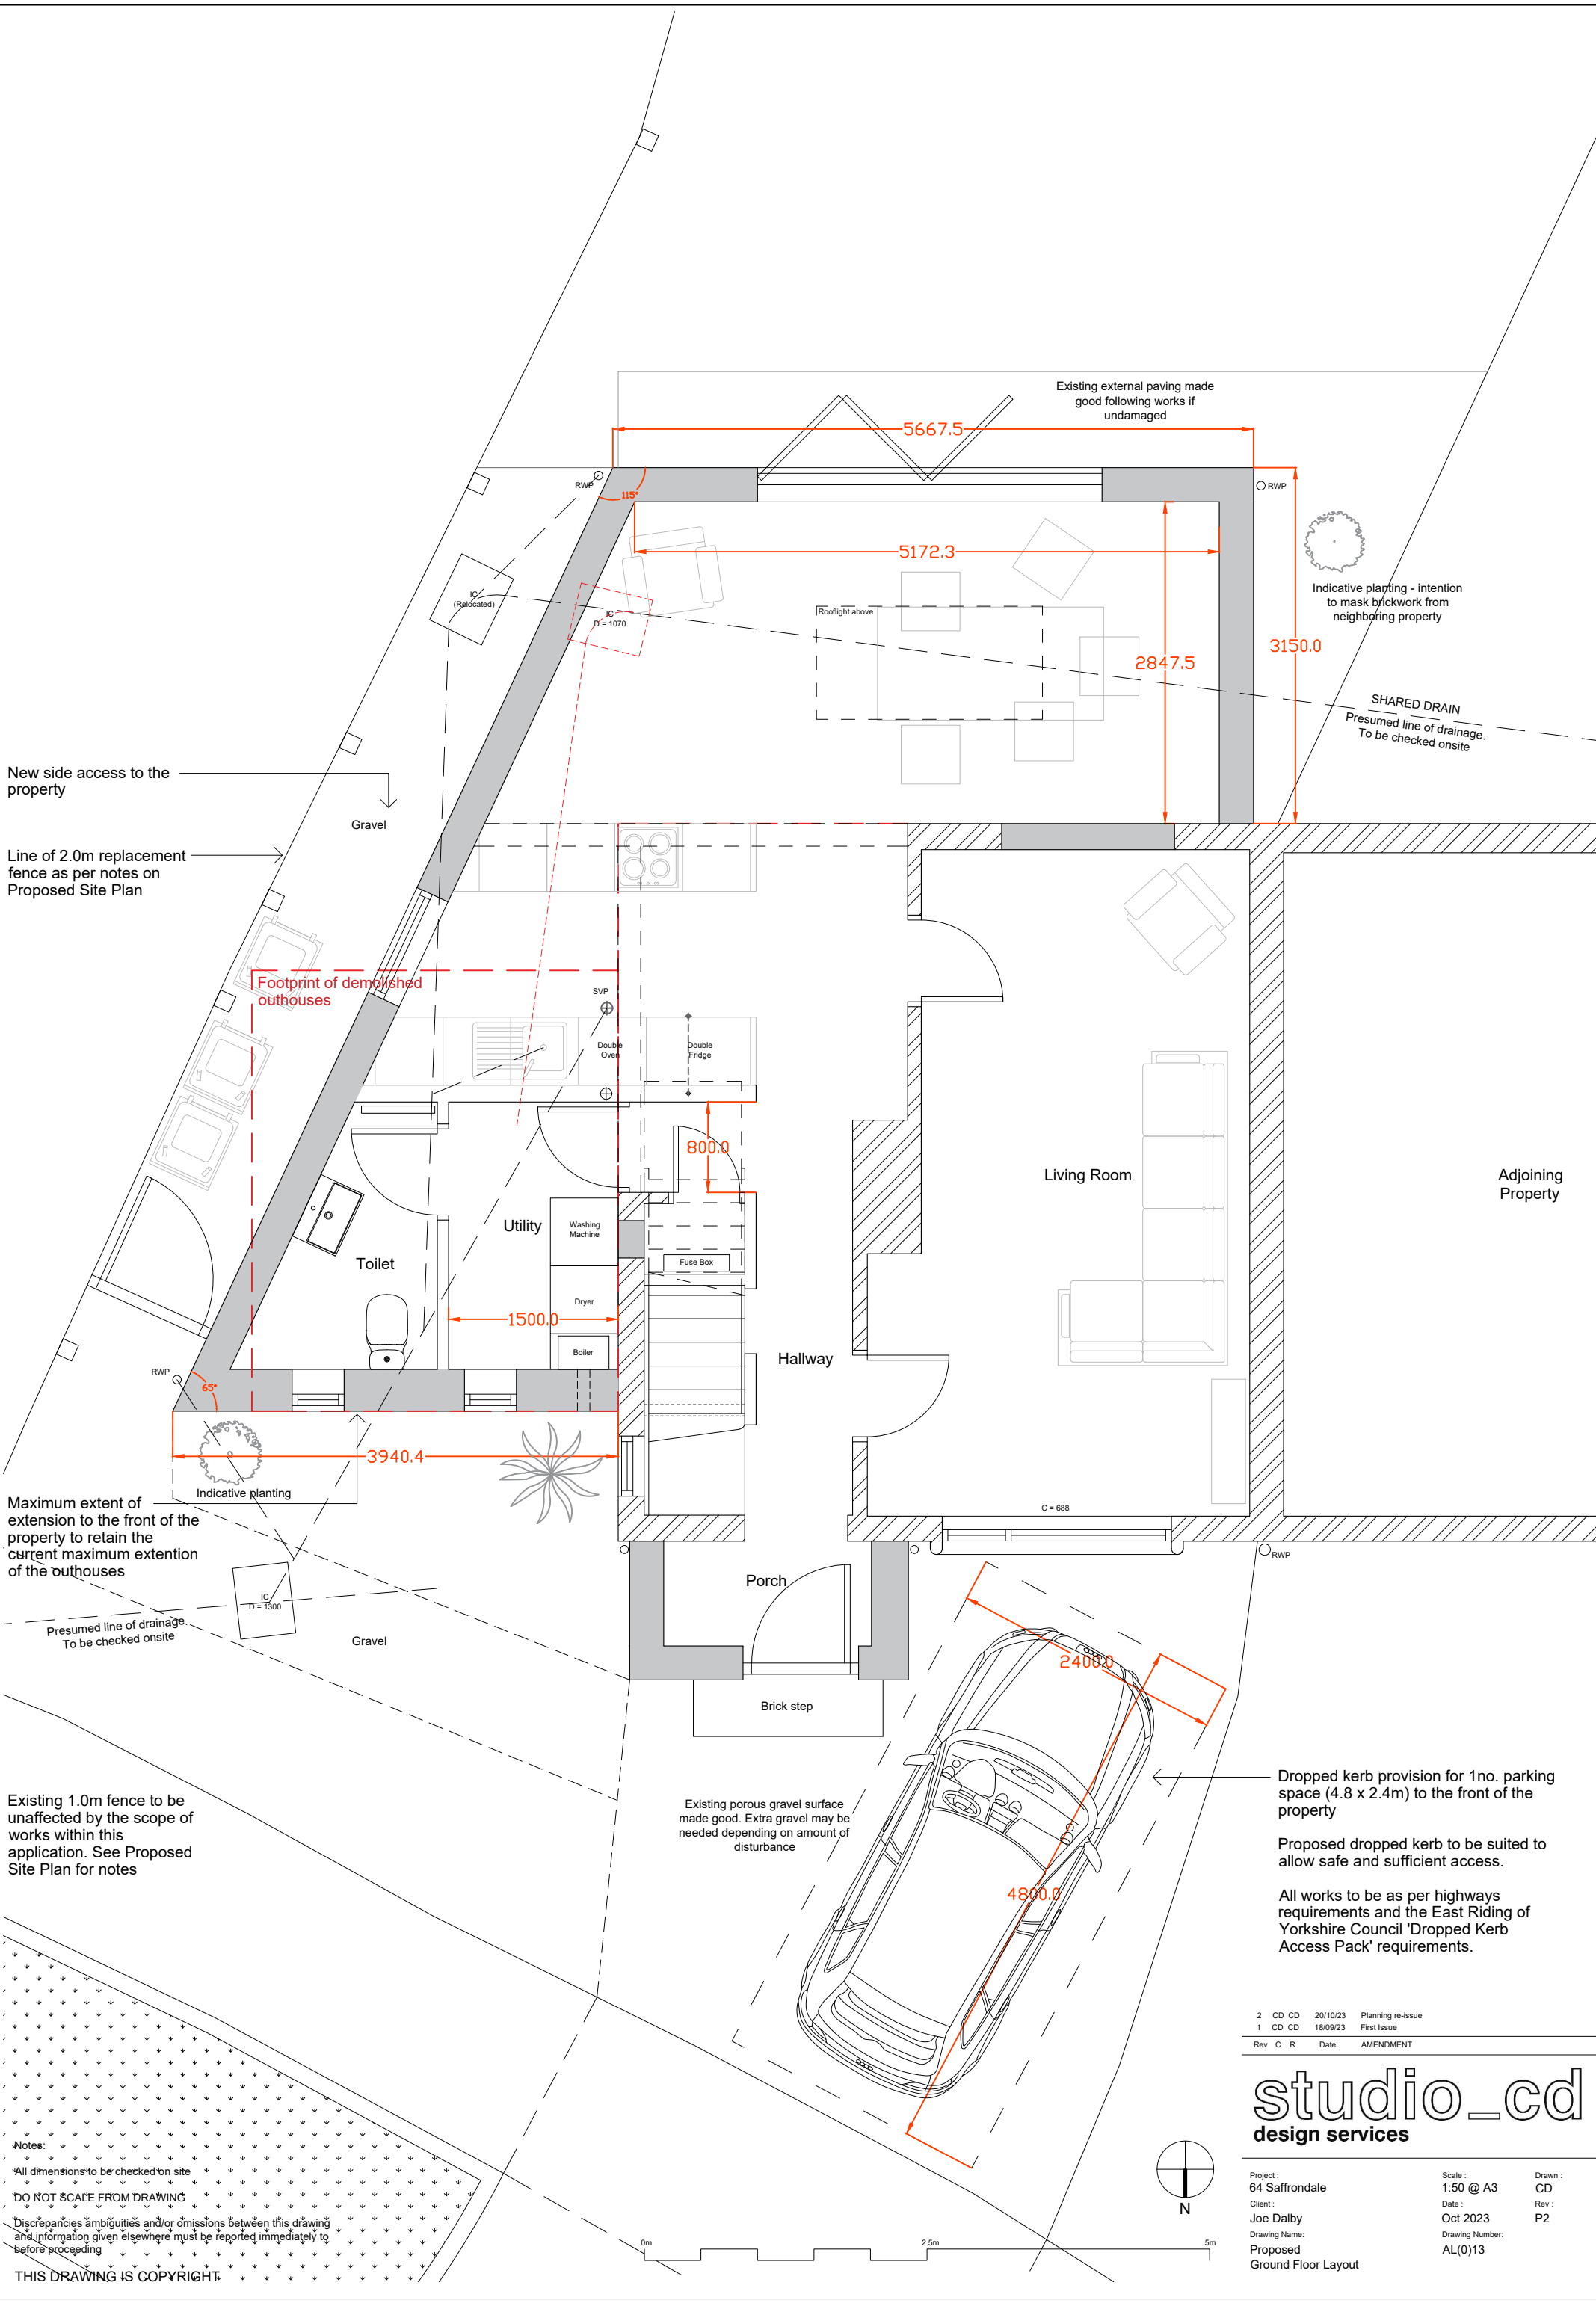 Existing external paving made
good following works if
undamaged
5667.5
RWP
115°
RWP
5172.3
IC
(Relocated)
IC
D = 1070
Rooflight above
Indicative planting - intention
to mask brickwork from
neighboring property
3150.0
2847.5
SHARED DRAIN
Presumed line of drainage.
To be checked onsite
New side access to the
property
Gravel
Line of 2.0m replacement
fence as per notes on
Proposed Site Plan
Footprint of demolished
outhouses
SVP
Double
Oven
Double
Fridge
800.0
Living Room
Adjoining
Property
Utility
Washing
Machine
Toilet
Fuse Box
Dryer
1500.0
Boiler
Hallway
RWP
65°
3940.4
Indicative planting
C = 688
Maximum extent of
extension to the front of the
property to retain the
current maximum extention
of the outhouses
RWP
Porch
IC
D = 1300
Presumed line of drainage.
To be checked onsite
Gravel
2400.0
Brick step
Existing 1.0m fence to be
unaffected by the scope of
works within this
application. See Proposed
Site Plan for notes
Existing porous gravel surface
made good. Extra gravel may be
needed depending on amount of
disturbance
4800.0
Dropped kerb provision for 1no. parking
space (4.8 x 2.4m) to the front of the
property
Proposed dropped kerb to be suited to
allow safe and sufficient access.
All works to be as per highways
requirements and the East Riding of
Yorkshire Council 'Dropped Kerb
Access Pack' requirements.
2 CD CD 20/10/23 Planning re-issue
1 CD CD 18/09/23 First Issue
Rev C R Date AMENDMENT
studio_cd
design services
Project :
64 Saffrondale
Scale :
1:50 @ A3
Drawn :
CD
Client :
Joe Dalby
Date :
Oct 2023
Rev :
P2
Drawing Name:
Proposed
Ground Floor Layout
Drawing Number:
AL(0)13
N
0m 2.5m 5m
Notes:
All dimensions to be checked on site
DO NOT SCALE FROM DRAWING
Discrepancies ambiguities and/or omissions between this drawing
and information given elsewhere must be reported immediately to
before proceeding
THIS DRAWING IS COPYRIGHT